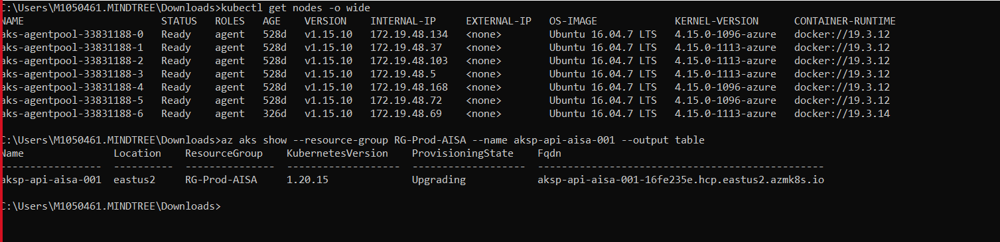 C:\Users\M1050461.MINDTREE\Downloads>kubectl get nodes -o wide
NAME STATUS ROLES AGE VERSION INTERNAL-IP EXTERNAL-IP OS-IMAGE KERNEL-VERSION CONTAINER-RUNTIME
aks-agentpool-33831188-0 Ready agent 528d v1.15.10 172.19.48.134 <none> Ubuntu 16.04.7 LTS 4.15.0-1096-azure docker://19.3.12
aks-agentpool-33831188-1 Ready agent 528d v1.15.10 172.19.48.37 <none> Ubuntu 16.04.7 LTS 4.15.0-1113-azure docker://19.3.12
aks-agentpool-33831188-2 Ready agent 528d v1.15.10 172.19.48.103 <none> Ubuntu 16.04.7 LTS 4.15.0-1113-azure docker://19.3.12
aks-agentpool-33831188-3 Ready agent 528d v1.15.10 172.19.48.5 <none> Ubuntu 16.04.7 LTS 4.15.0-1113-azure docker://19.3.12
aks-agentpool-33831188-4 Ready agent 528d v1.15.10 172.19.48.168 <none> Ubuntu 16.04.7 LTS 4.15.0-1096-azure docker://19.3.12
aks-agentpool-33831188-5 Ready agent 528d v1.15.10 172.19.48.72 <none> Ubuntu 16.04.7 LTS 4.15.0-1096-azure docker://19.3.12
aks-agentpool-33831188-6 Ready agent 326d v1.15.10 172.19.48.69 <none> Ubuntu 16.04.7 LTS 4.15.0-1113-azure docker://19.3.14
C:\Users\M1050461.MINDTREE\Downloads>az aks show --resource-group RG-Prod-AISA --name aksp-api-aisa-001 --output table
Name Location ResourceGroup KubernetesVersion ProvisioningState Fqdn
----------------- ---------- --------------- ------------------- ------------------- ------------------------------------------------
aksp-api-aisa-001 eastus2 RG-Prod-AISA 1.20.15 Upgrading aksp-api-aisa-001-16fe235e.hcp.eastus2.azmk8s.io
C:\Users\M1050461.MINDTREE\Downloads>